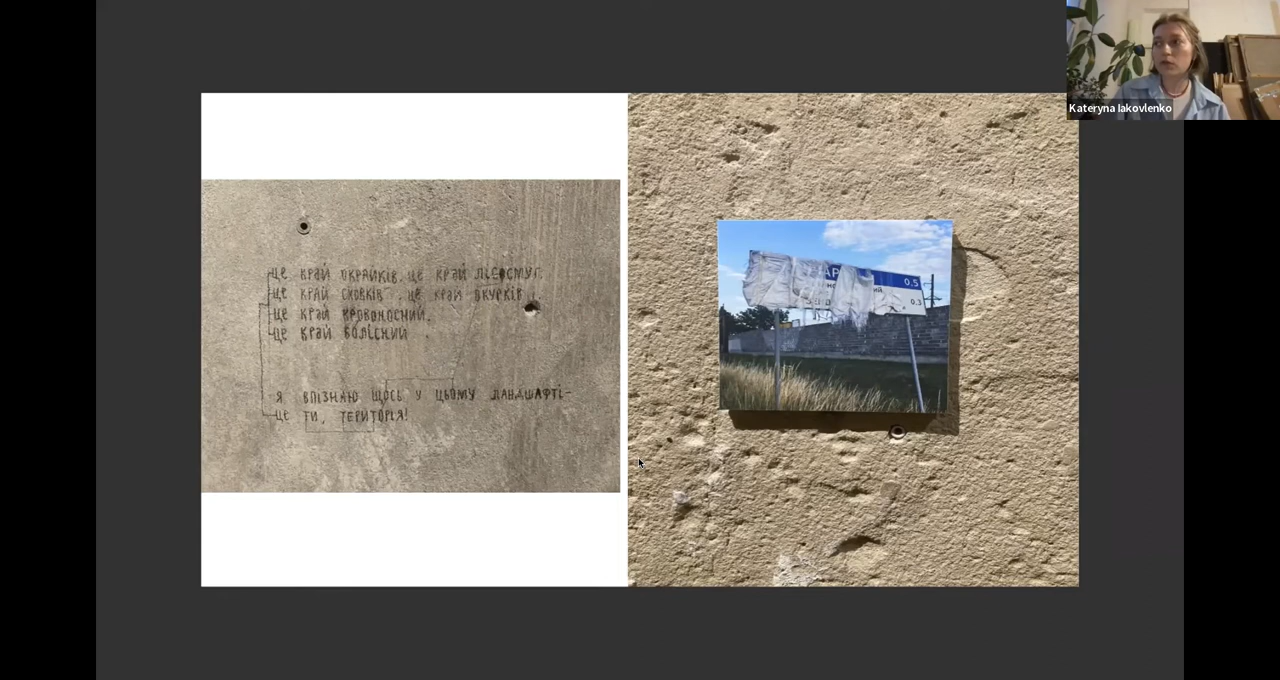 Kateryna Iakovlenko
ЦЕ КРАЙ ОКРАЙКІВ. ЦЕ КРАЙ ЛІСОСМУГ.
ЦЕ КРАЙ СХОВКІВ. ЦЕ КРАЙ ОКУРКІВ.
ЦЕ КРАЙ КРОВОНОСНИЙ.
ЦЕ КРАЙ БОЛІСНИЙ.
Я ВПІЗНАЮ ЩОСЬ У ЦЬОМУ ЛАНДШАФТІ-
ЦЕ ТИ, ТЕРИТОРІЯ!
0.5
0.3